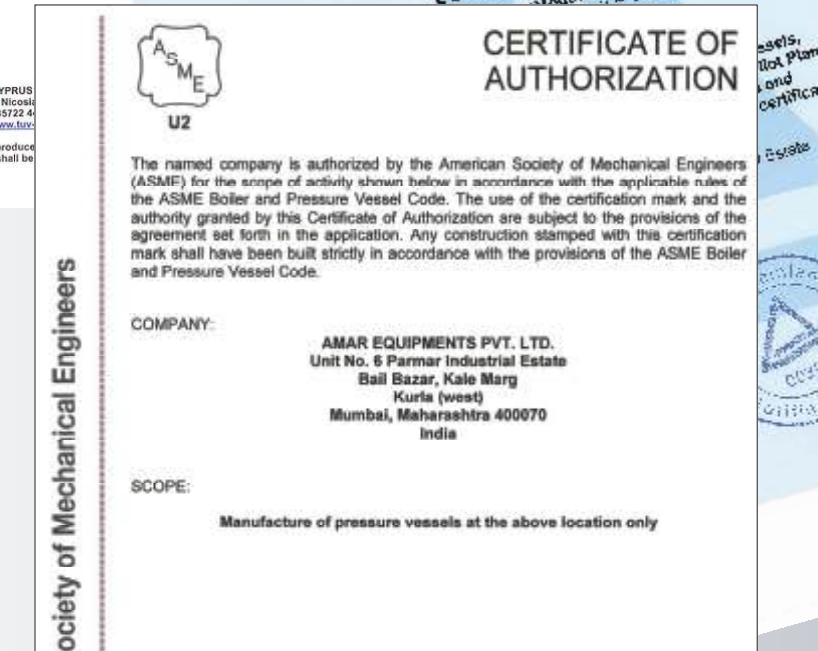 YPRUS
Nicosia
ASME
U2
CERTIFICATE OF
AUTHORIZATION
The named company is authorized by the American Society of Mechanical Engineers
(ASME) for the scope of activity shown below in accordance with the applicable rules of
the ASME Boiler and Pressure Vessel Code. The use of the certification mark and the
authority granted by this Certificate of Authorization are subject to the provisions of the
agreement set forth in the application. Any construction stamped with this certification
mark shall have been built strictly in accordance with the provisions of the ASME Boiler
and Pressure Vessel Code.
COMPANY:
AMAR EQUIPMENTS PVT. LTD.
Unit No. 6 Parmar Industrial Estate
Bail Bazar, Kale Marg
Kurla (west)
Mumbai, Maharashtra 400070
India
SCOPE:
Manufacture of pressure vessels at the above location only
ociety of Mechanical Engineers
and
Estate